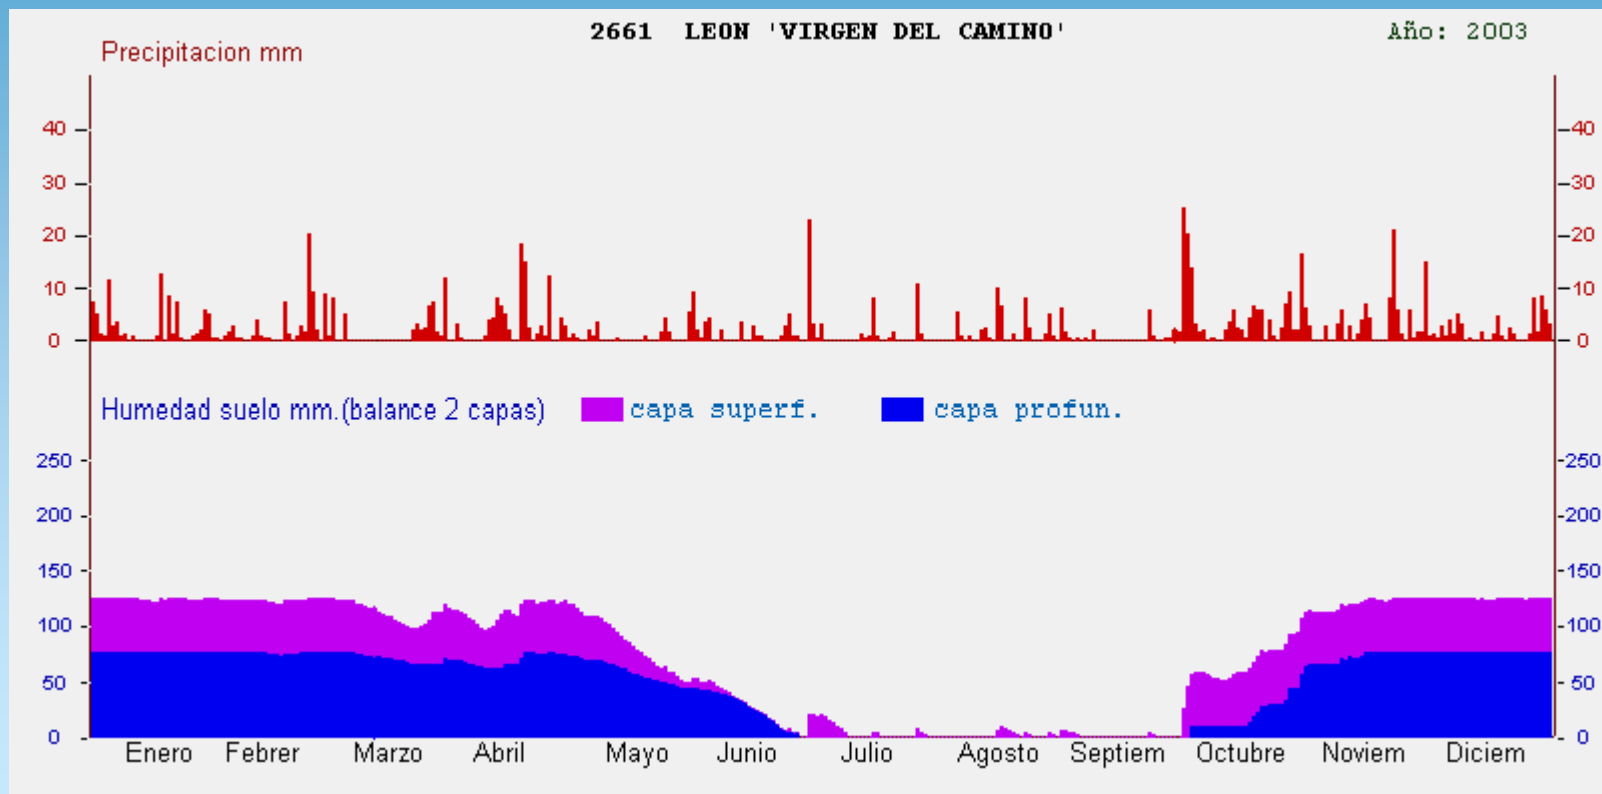 2661 LEON 'VIRGEN DEL CAMINO' Año: 2003
Precipitacion mm
40 40
30 30
20 20
10 10
0 0
Humedad suelo mm.(balance 2 capas) capa superf. capa profun.
250 250
200 200
150 150
100 100
50 50
0 0
Enero Febrer Marzo Abril Mayo Junio Julio Agosto Septiem Octubre Noviem Diciem